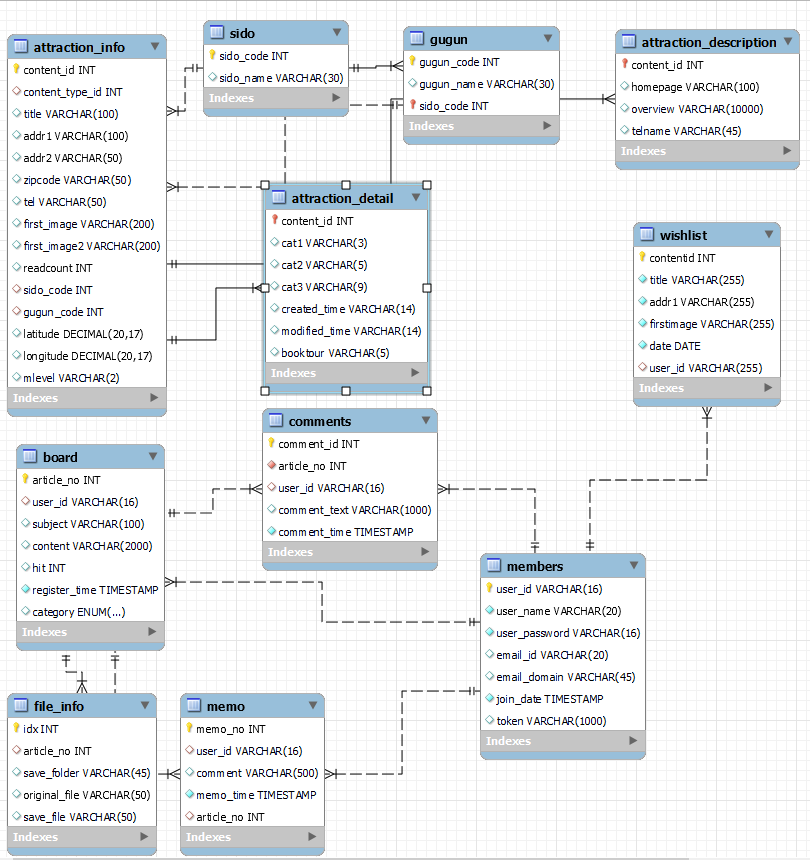 attraction_info
content_id INT
content_type_id INT
title VARCHAR(100)
addr1 VARCHAR(100)
addr2 VARCHAR(50)
zipcode VARCHAR(50)
tel VARCHAR(50)
first_image VARCHAR(200)
first_image2 VARCHAR(200)
readcount INT
sido_code INT
gugun_code INT
latitude DECIMAL(20,17)
longitude DECIMAL(20,17)
mlevel VARCHAR(2)
Indexes
sido
sido_code INT
sido_name VARCHAR(30)
Indexes
gugun
gugun_code INT
gugun_name VARCHAR(30)
sido_code INT
Indexes
attraction_description
content_id INT
homepage VARCHAR(100)
overview VARCHAR(10000)
telname VARCHAR(45)
Indexes
attraction_detail
content_id INT
cat1 VARCHAR(3)
cat2 VARCHAR(5)
cat3 VARCHAR(9)
created_time VARCHAR(14)
modified_time VARCHAR(14)
booktour VARCHAR(5)
Indexes
wishlist
contentid INT
title VARCHAR(255)
addr1 VARCHAR(255)
firstimage VARCHAR(255)
date DATE
user_id VARCHAR(255)
Indexes
comments
comment_id INT
article_no INT
user_id VARCHAR(16)
comment_text VARCHAR(1000)
comment_time TIMESTAMP
Indexes
board
article_no INT
user_id VARCHAR(16)
subject VARCHAR(100)
content VARCHAR(2000)
hit INT
register_time TIMESTAMP
category ENUM(...)
Indexes
members
user_id VARCHAR(16)
user_name VARCHAR(20)
user_password VARCHAR(16)
email_id VARCHAR(20)
email_domain VARCHAR(45)
join_date TIMESTAMP
token VARCHAR(1000)
Indexes
file_info
idx INT
article_no INT
save_folder VARCHAR(45)
original_file VARCHAR(50)
save_file VARCHAR(50)
Indexes
memo
memo_no INT
user_id VARCHAR(16)
comment VARCHAR(500)
memo_time TIMESTAMP
article_no INT
Indexes